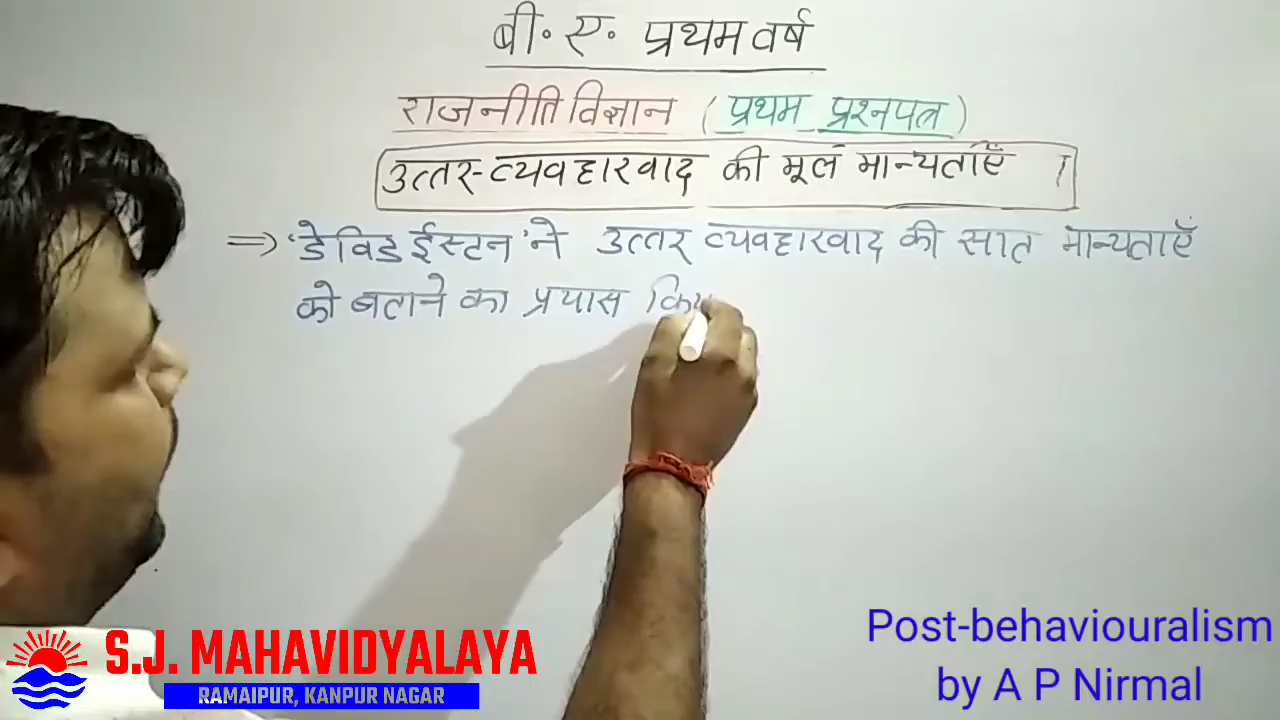 बी. ए. प्रथम वर्ष
राजनीति विज्ञान (प्रथम प्रश्नपत्र)
उत्तर-व्यवहारवाद की मूल मान्यताएँ ।
⇒ 'डेविड ईस्टन' ने उत्तर व्यवहारवाद की सात मान्यताएँ
को बताने का प्रयास किय
S.J. MAHAVIDYALAYA
RAMAIPUR, KANPUR NAGAR
Post-behaviouralism
by A P Nirmal